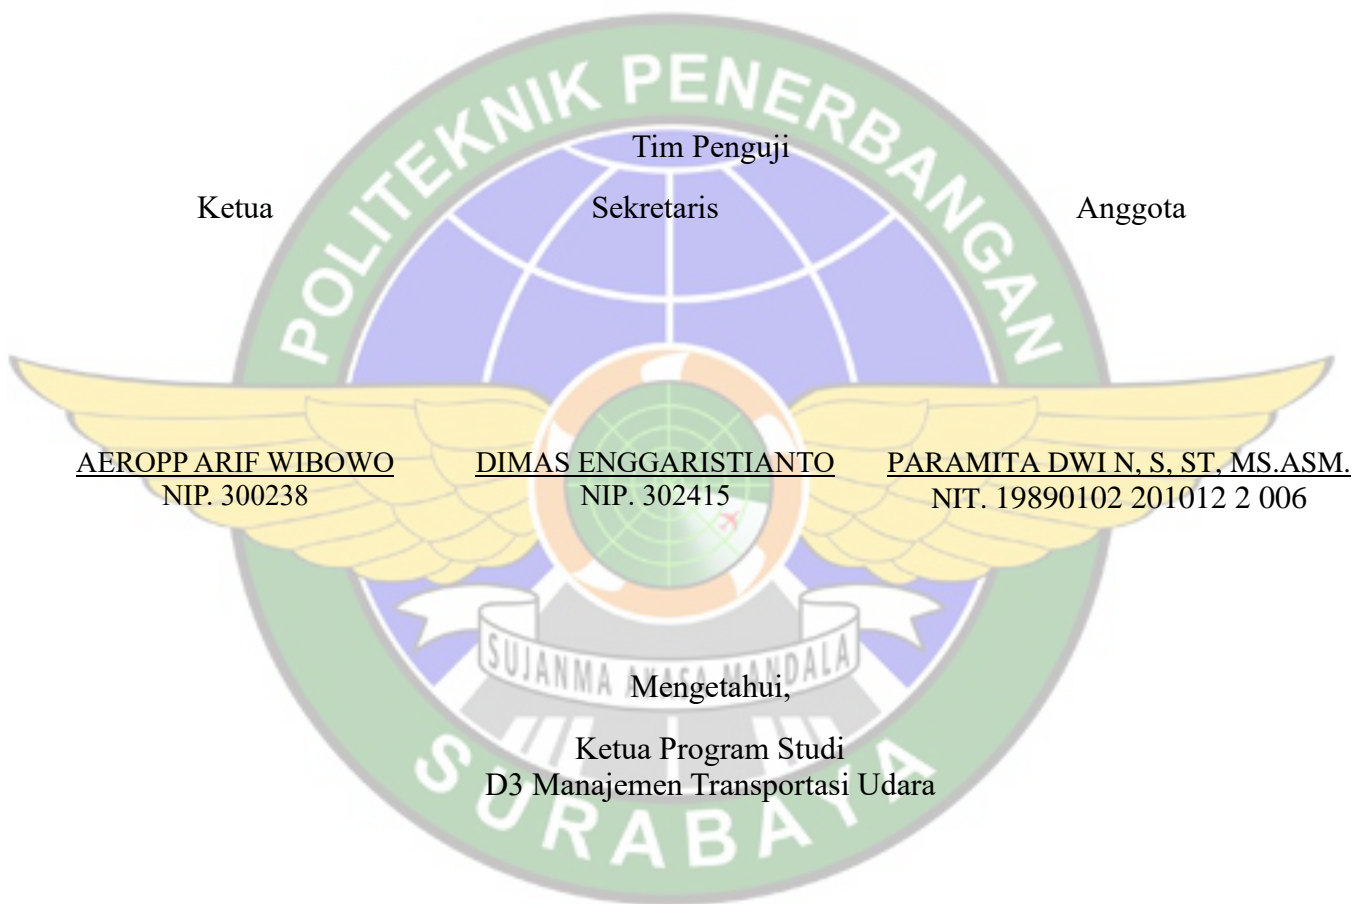 POLITEKNIK PENERBANGAN
Tim Penguji
Ketua Sekretaris Anggota
AEROPP ARIF WIBOWO DIMAS ENGGARISTIANTO PARAMITA DWI N, S, ST, MS.ASM.
NIP. 300238 NIP. 302415 NIT. 19890102 201012 2 006
SUJANMA AVASA MANDALA
Mengetahui,
Ketua Program Studi
D3 Manajemen Transportasi Udara
SURABAYA